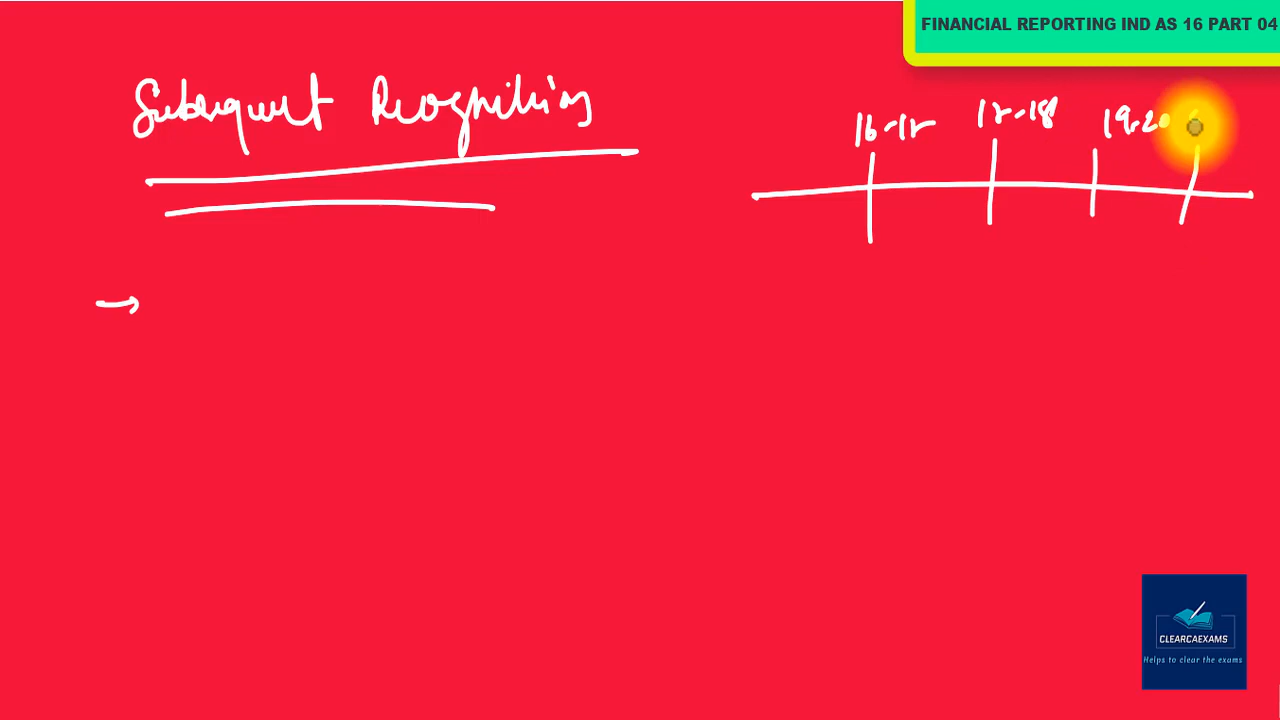 FINANCIAL REPORTING IND AS 16 PART 04
Subsequent Recognition
16-17 17-18 19-20
CLEARCAEXAMS
Helps to clear the exams